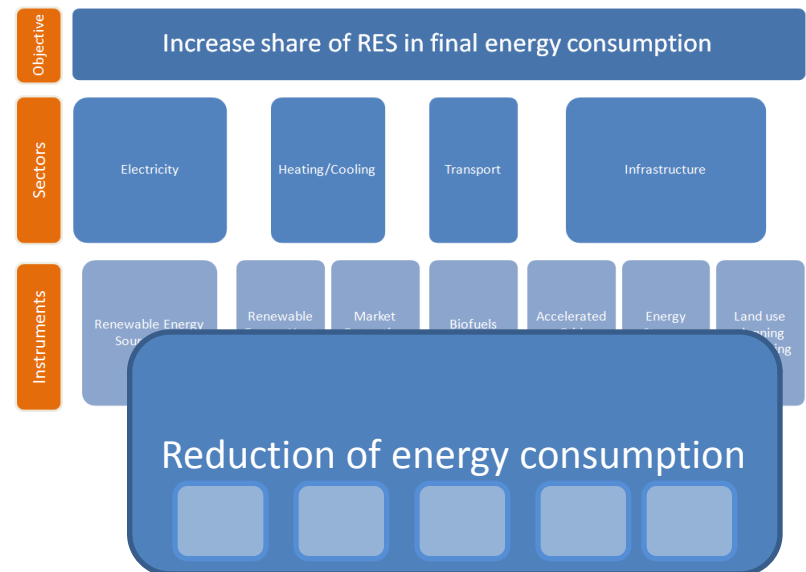 Objective
Increase share of RES in final energy consumption
Sectors
Electricity
Heating/Cooling
Transport
Infrastructure
Instruments
Renewable Energy
Renewable
Market
Biofuels
Accelerated
Energy
Land use
Reduction of energy consumption